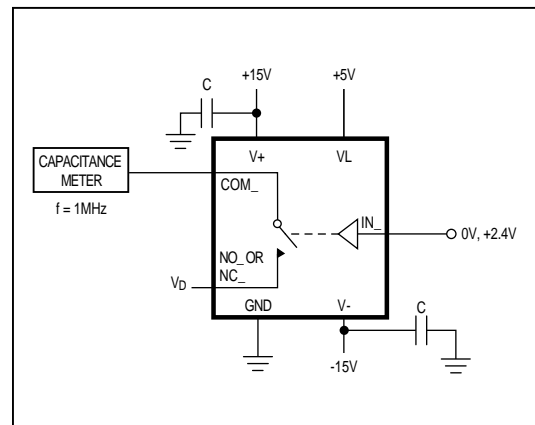 +15V
+5V
C
V+
VL
CAPACITANCE
METER
COM_
f = 1MHz
IN_
0V, +2.4V
NO_OR
NC_
VD
GND
V-
C
-15V